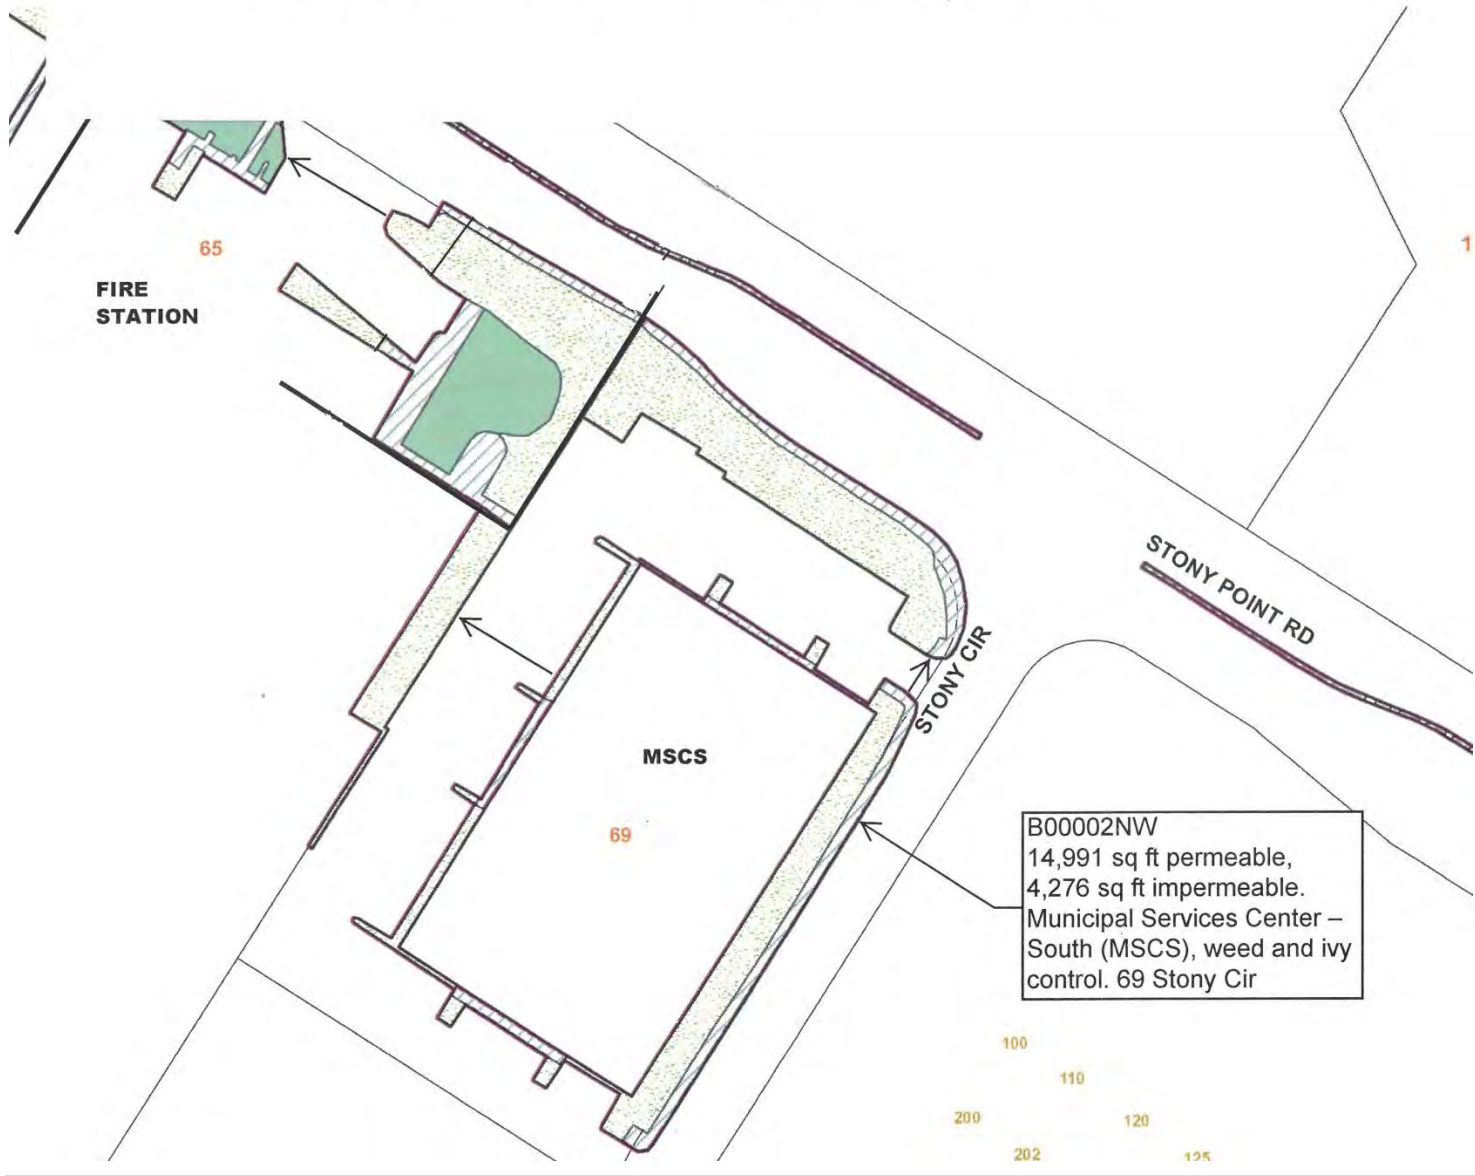 65
1
FIRE
STATION
STONY POINT RD
STONY CIR
MSCS
69
B00002NW
14,991 sq ft permeable,
4,276 sq ft impermeable.
Municipal Services Center –
South (MSCS), weed and ivy
control. 69 Stony Cir
100
110
200
120
202
125